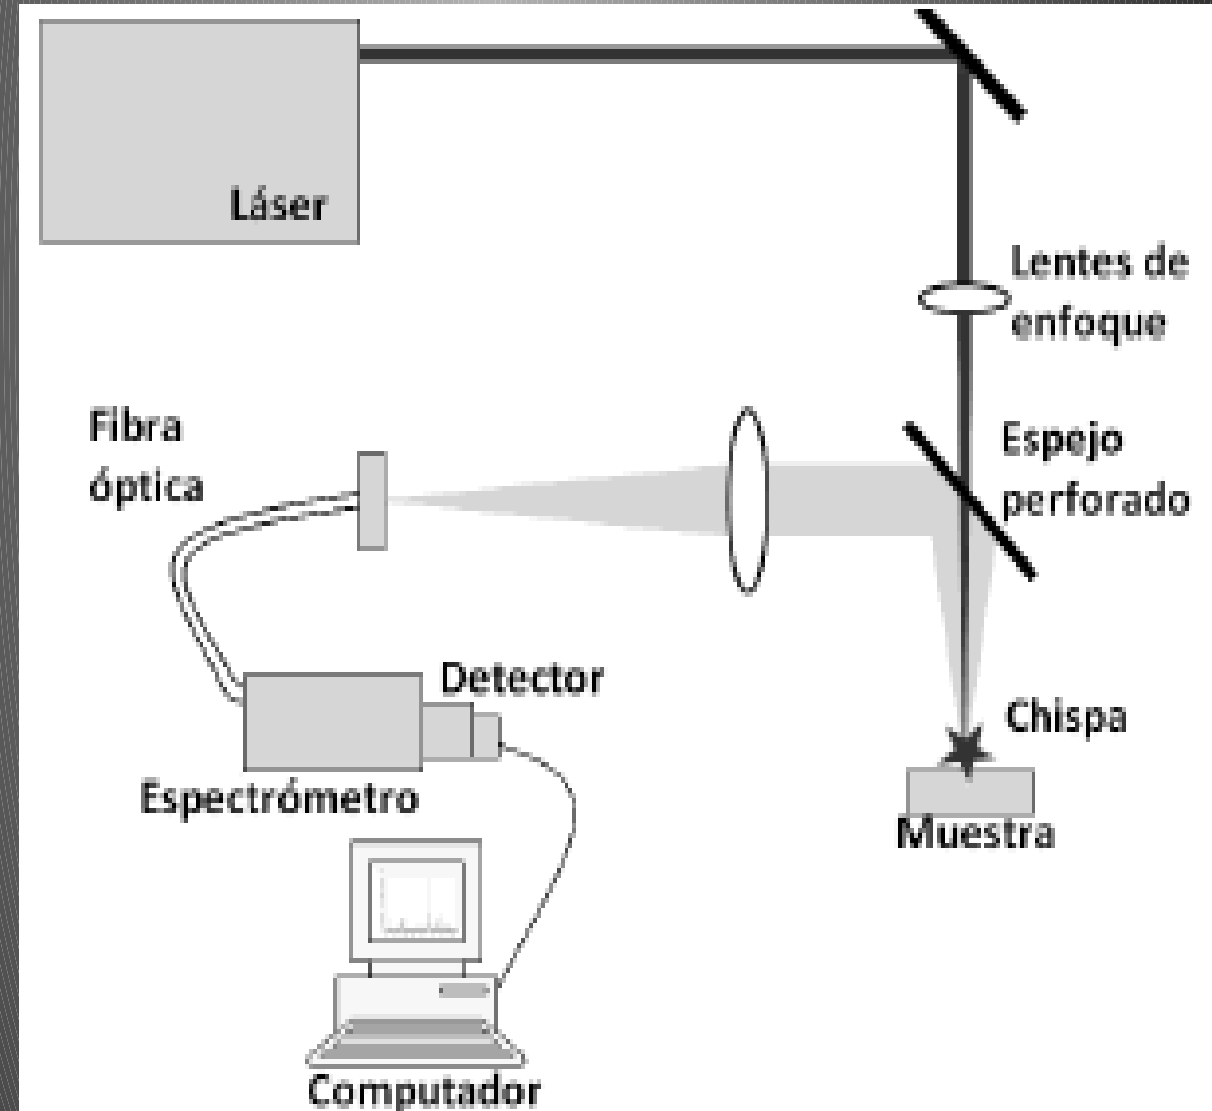 Láser
Lentes de
enfoque
Fibra
óptica
Espejo
perforado
Detector
Chispa
Espectrómetro
Muestra
Computador